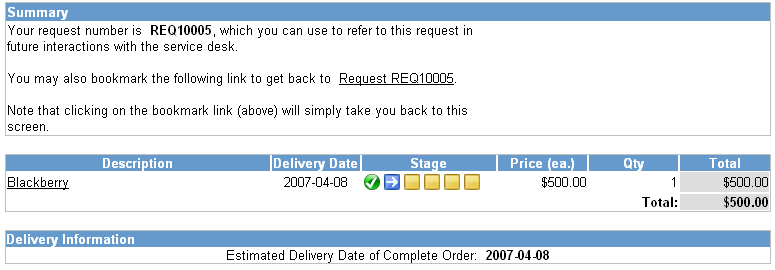 Summary
Your request number is REQ10005, which you can use to refer to this request in
future interactions with the service desk.
You may also bookmark the following link to get back to Request REQ10005.
Note that clicking on the bookmark link (above) will simply take you back to this
screen.
Description Delivery Date Stage Price (ea.) Qty Total
Blackberry 2007-04-08 $500.00 1 $500.00
Total: $500.00
Delivery Information
Estimated Delivery Date of Complete Order: 2007-04-08